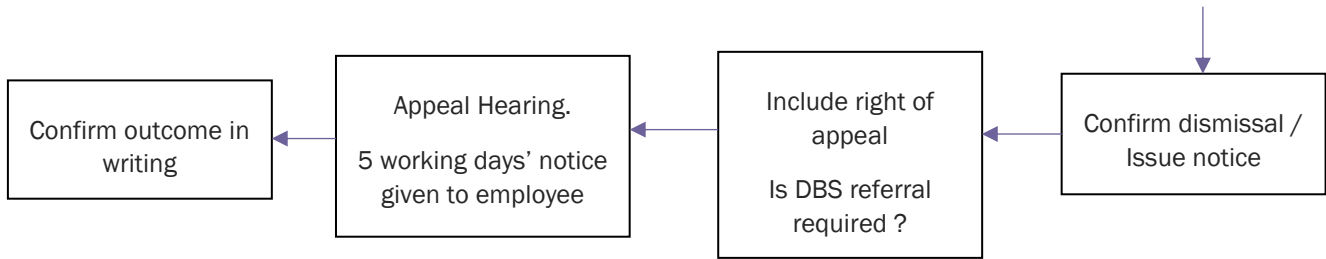 Confirm outcome in
writing
Appeal Hearing.
5 working days’ notice
given to employee
Include right of
appeal
Is DBS referral
required ?
Confirm dismissal /
Issue notice